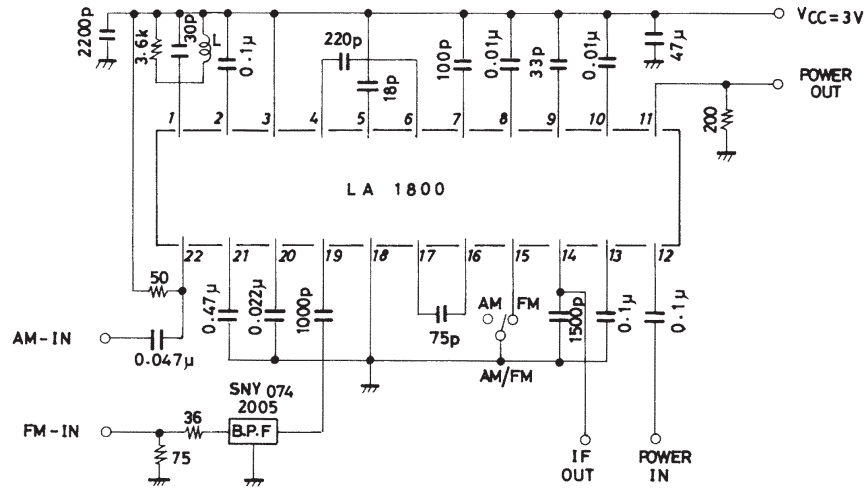 VCC=3V
2200p
3.6k
30p
L
0.1µ
220p
18p
100p
0.01µ
33p
0.01µ
47µ
POWER
OUT
200
1 2 3 4 5 6 7 8 9 10 11
LA 1800
22 21 20 19 18 17 16 15 14 13 12
50
0.47µ
0.022µ
1000p
75p
AM FM
1500p
0.1µ
0.1µ
AM-IN
0.047µ
AM/FM
SNY 074
2005
36
FM-IN
B.P.F
75
IF
OUT
POWER
IN